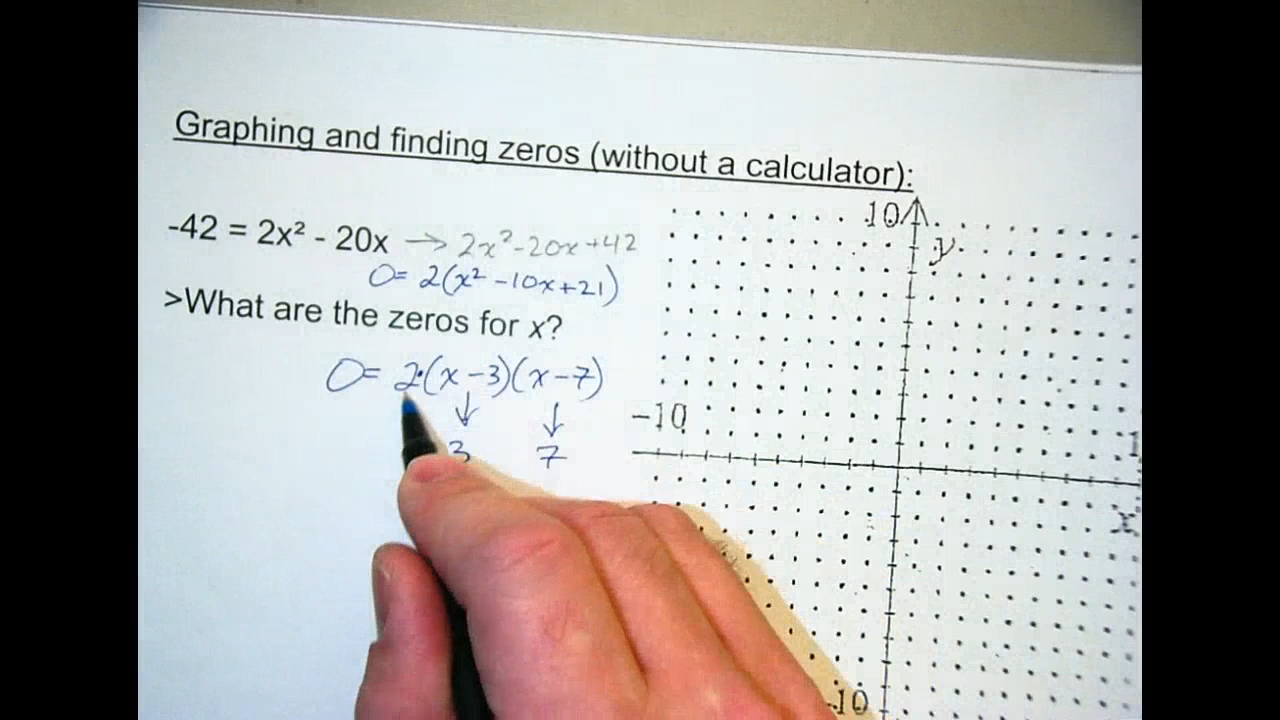 Graphing and finding zeros (without a calculator):
-42 = 2x² - 20x → 2x²-20x+42
0= 2(x²-10x+21)
>What are the zeros for x?
0= 2·(x-3)(x-7)
↓ ↓
3 7
10
y
-10
1
x
-10